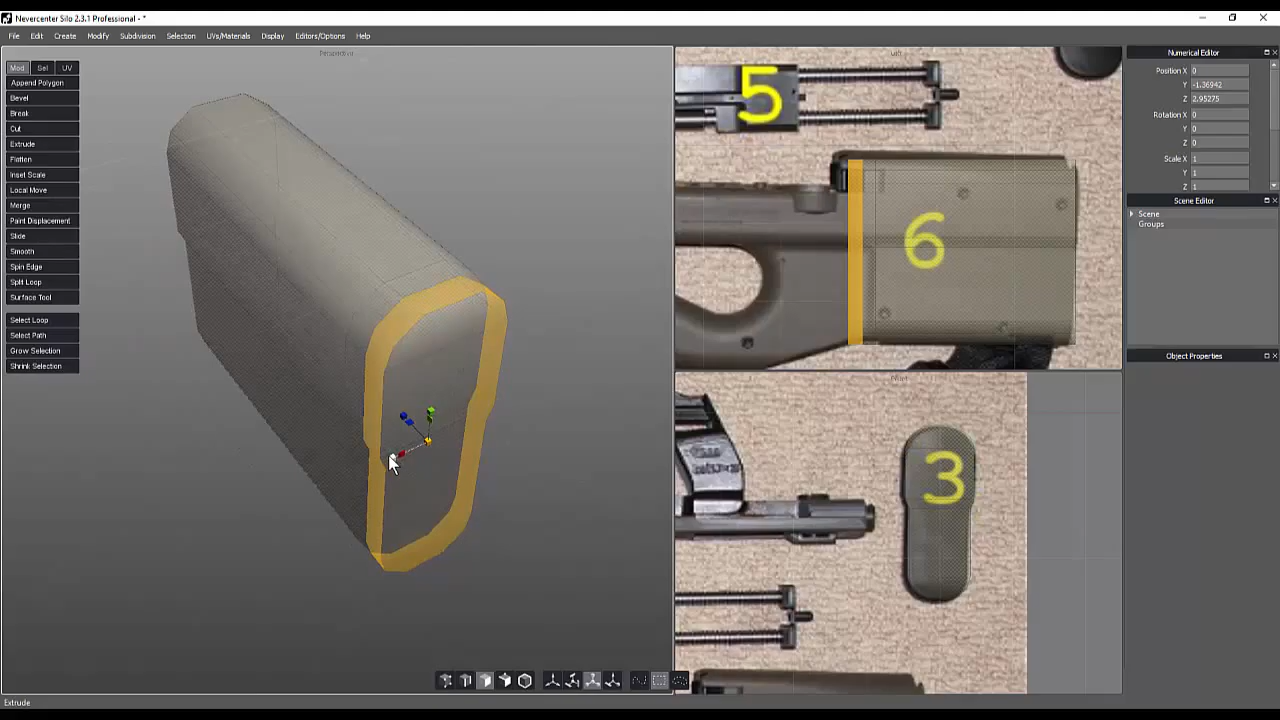 Nevercenter Silo 2.3.1 Professional - *
File Edit Create Modify Subdivision Selection UVs/Materials Display Editors/Options Help
Perspective
Mod Sel UV
Append Polygon
Bevel
Break
Cut
Extrude
Flatten
Inset Scale
Local Move
Merge
Paint Displacement
Slide
Smooth
Spin Edge
Split Loop
Surface Tool
Select Loop
Select Path
Grow Selection
Shrink Selection
Extrude
5
6
3
Numerical Editor
Position X 0
Y -1.36942
Z 2.95275
Rotation X 0
Y 0
Z 0
Scale X 1
Y 1
Z 1
Scene Editor
Scene
Groups
Object Properties